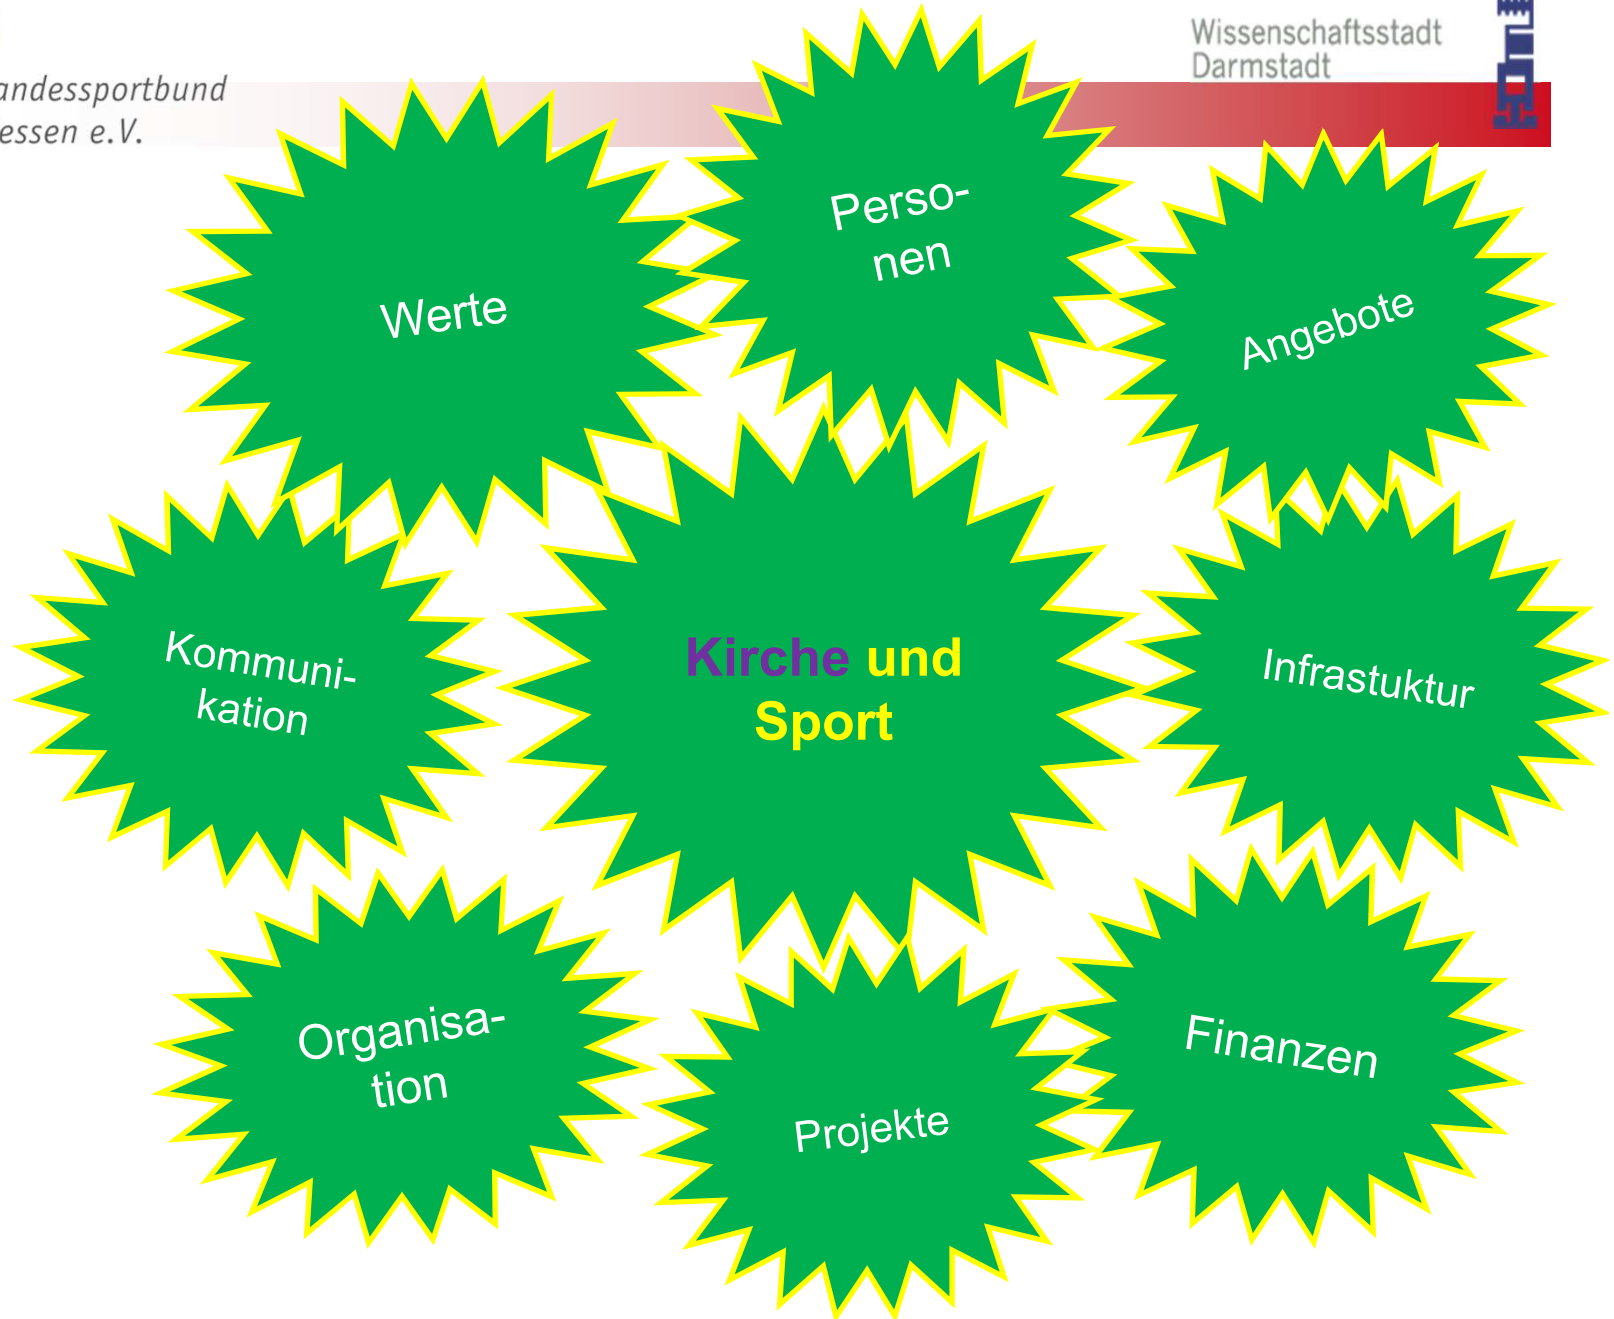 andessportbund
essen e.V.
Wissenschaftsstadt
Darmstadt
Werte
Perso-
nen
Angebote
Kommuni-
kation
Kirche und
Sport
Infrastuktur
Organisa-
tion
Projekte
Finanzen